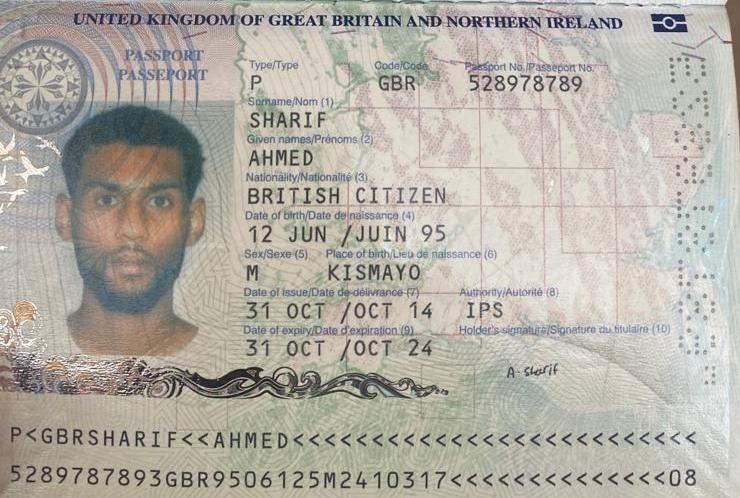 UNITED KINGDOM OF GREAT BRITAIN AND NORTHERN IRELAND
PASSPORT
PASSEPORT
Type/Type Code/Code Passport No./Passeport No.
P GBR 528978789
Surname/Nom (1)
SHARIF
Given names/Prénoms (2)
AHMED
Nationality/Nationalité (3)
BRITISH CITIZEN
Date of birth/Date de naissance (4)
12 JUN /JUIN 95
Sex/Sexe (5) Place of birth/Lieu de naissance (6)
M KISMAYO
Date of issue/Date de délivrance (7) Authority/Autorité (8)
31 OCT /OCT 14 IPS
Date of expiry/Date d'expiration (9) Holder's signature/Signature du titulaire (10)
31 OCT /OCT 24
A. Sharif
P<GBRSHARIF<<AHMED<<<<<<<<<<<<<<<<<<<<<<<<<<
5289787893GBR9506125M2410317<<<<<<<<<<<<<<08